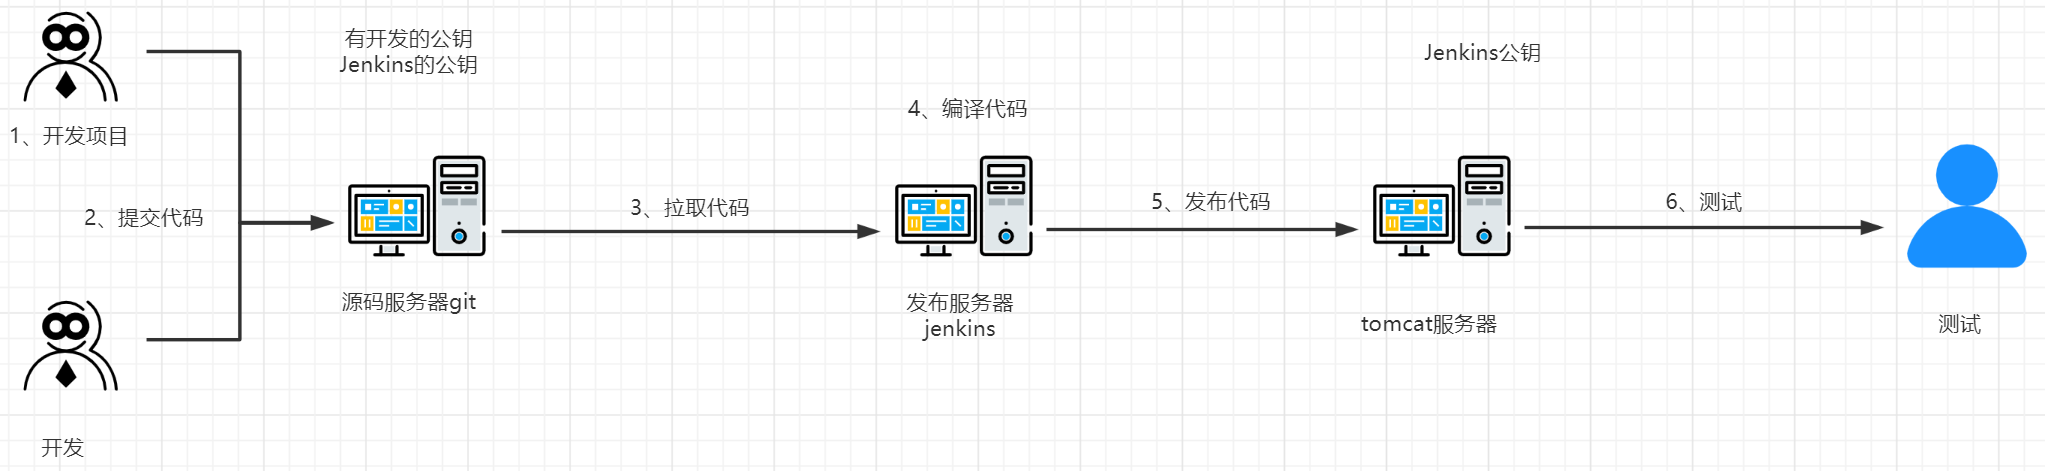 有开发的公钥
Jenkins的公钥
Jenkins公钥
4、编译代码
1、开发项目
2、提交代码
3、拉取代码
5、发布代码
6、测试
源码服务器git
发布服务器
jenkins
tomcat服务器
测试
开发